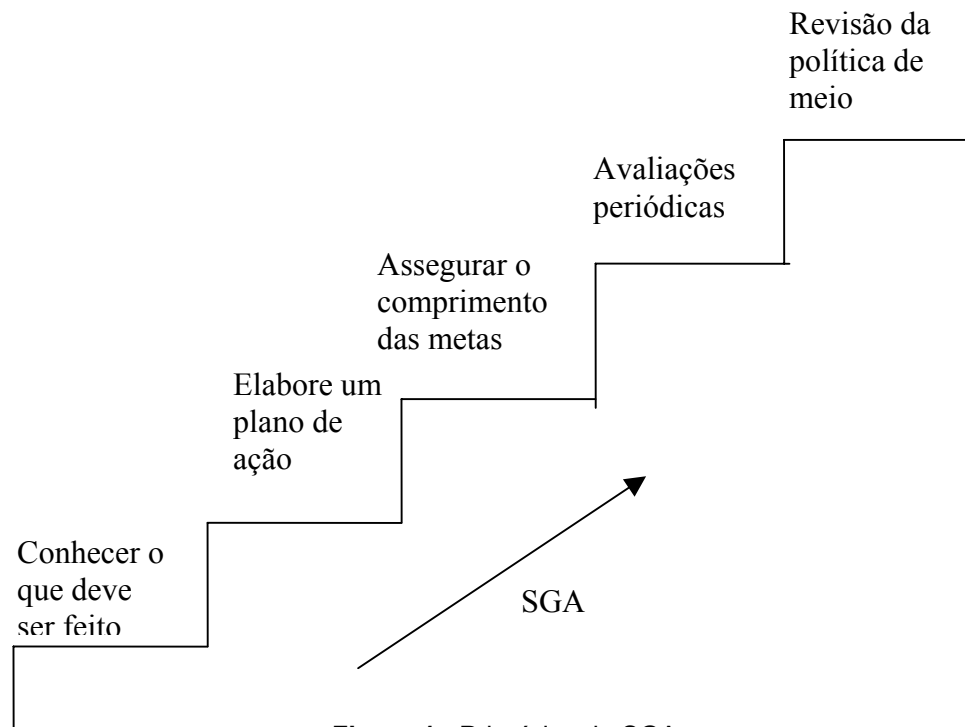 Revisão da
política de
meio
Avaliações
periódicas
Assegurar o
comprimento
das metas
Elabore um
plano de
ação
Conhecer o
que deve
ser feito
SGA